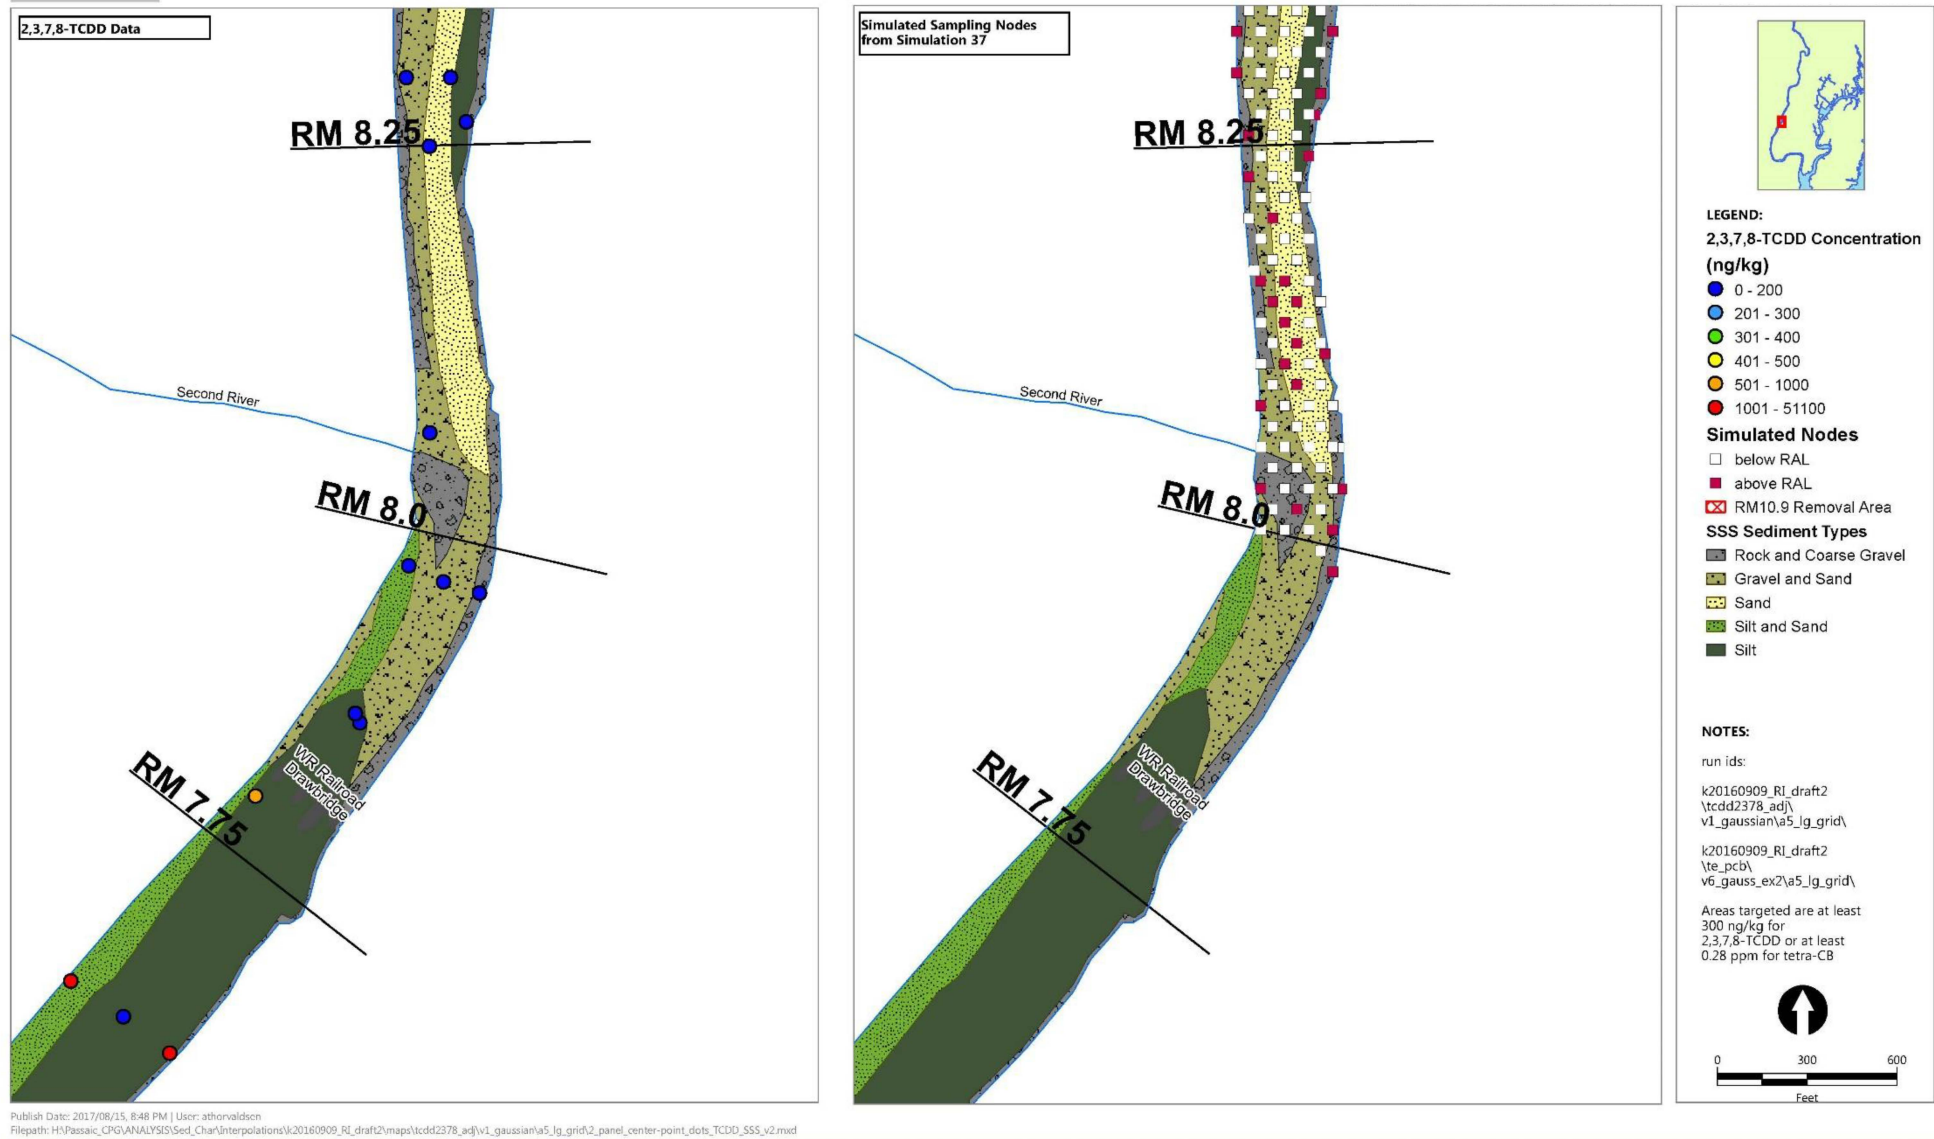 2,3,7,8-TCDD Data
RM 8.25
Second River
RM 8.0
WR Railroad
Drawbridge
RM 7.75
Simulated Sampling Nodes
from Simulation 37
RM 8.25
Second River
RM 8.0
WR Railroad
Drawbridge
RM 7.75
LEGEND:
2,3,7,8-TCDD Concentration
(ng/kg)
0 - 200
201 - 300
301 - 400
401 - 500
501 - 1000
1001 - 51100
Simulated Nodes
below RAL
above RAL
RM10.9 Removal Area
SSS Sediment Types
Rock and Coarse Gravel
Gravel and Sand
Sand
Silt and Sand
Silt
NOTES:
run ids:
k20160909_RI_draft2
\tcdd2378_adj\
v1_gaussian\a5_lg_grid\
k20160909_RI_draft2
\te_pcb\
v6_gauss_ex2\a5_lg_grid\
Areas targeted are at least
300 ng/kg for
2,3,7,8-TCDD or at least
0.28 ppm for tetra-CB
0 300 600
Feet
Publish Date: 2017/08/15, 8:48 PM | User: athorvaldsen
Filepath: H:\Passaic_CPG\ANALYSIS\Sed_Char\Interpolations\k20160909_RI_draft2\maps\tcdd2378_adj\v1_gaussian\a5_lg_grid\2_panel_center-point_dots_TCDD_SSS_v2.mxd